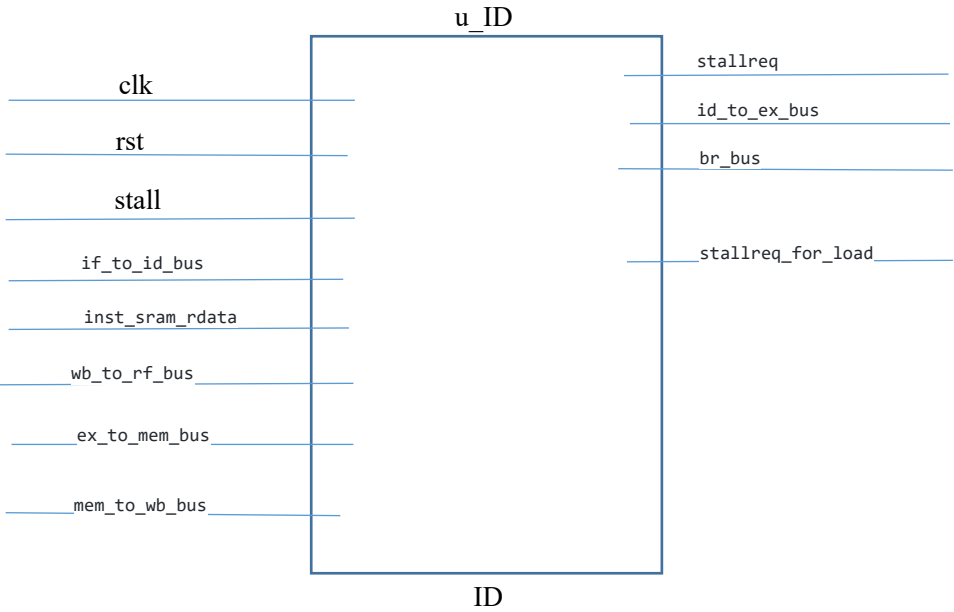 u_ID
clk
rst
stall
if_to_id_bus
inst_sram_rdata
wb_to_rf_bus
ex_to_mem_bus
mem_to_wb_bus
stallreq
id_to_ex_bus
br_bus
stallreq_for_load
ID